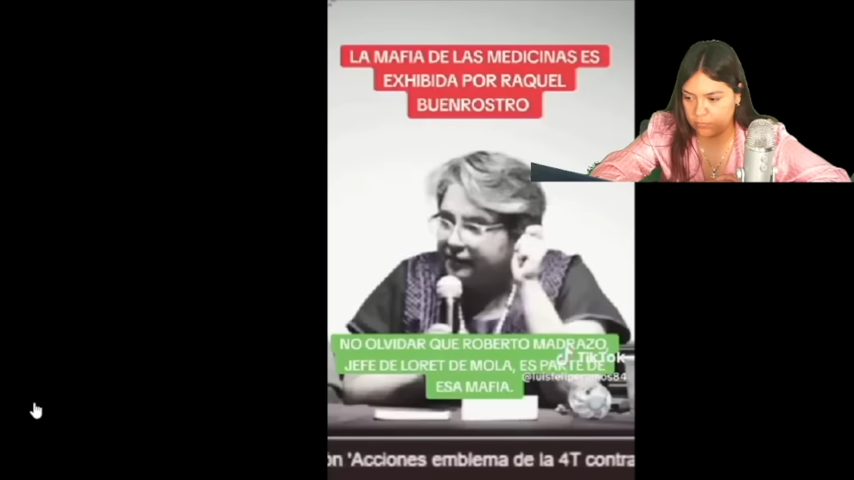 LA MAFIA DE LAS MEDICINAS ES
EXHIBIDA POR RAQUEL
BUENROSTRO
NO OLVIDAR QUE ROBERTO MADRAZO,
JEFE DE LORET DE MOLA, ES PARTE DE
ESA MAFIA.
TikTok
@luisfeliperamos84
ón 'Acciones emblema de la 4T contra